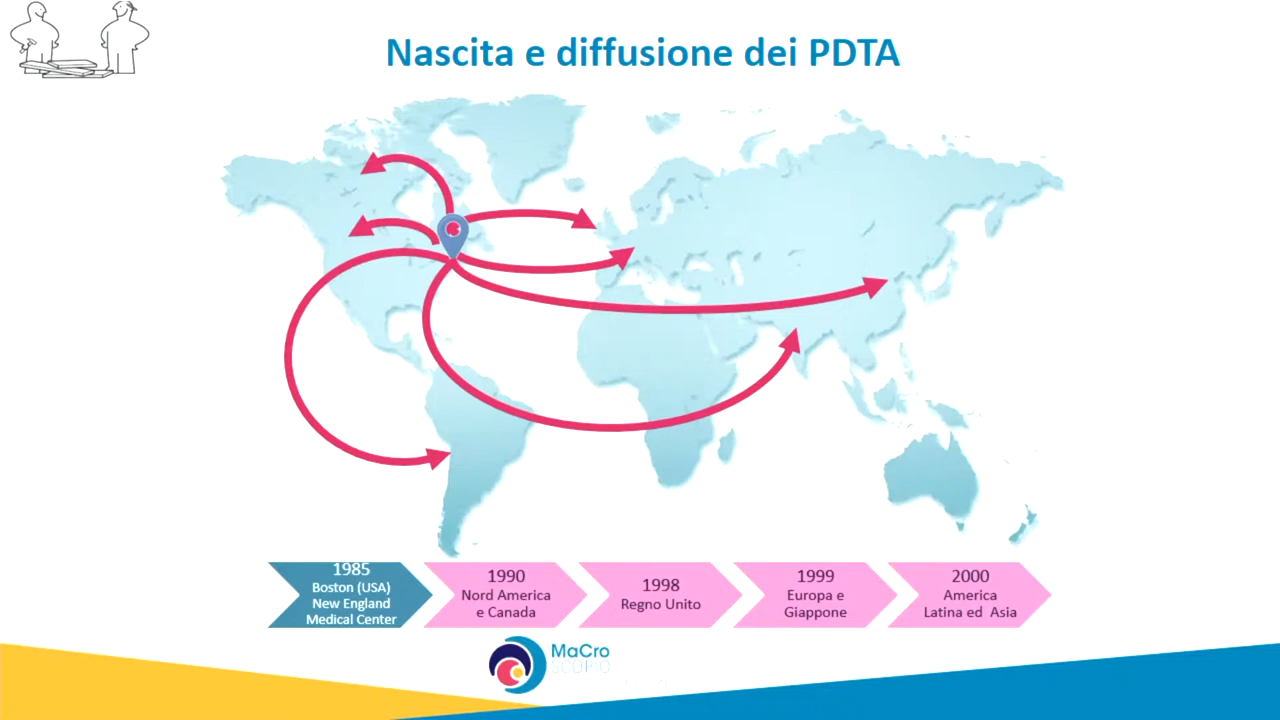 Nascita e diffusione dei PDTA
1985
Boston (USA)
New England
Medical Center
1990
Nord America
e Canada
1998
Regno Unito
1999
Europa e
Giappone
2000
America
Latina ed Asia
MaCro
SCOPIO